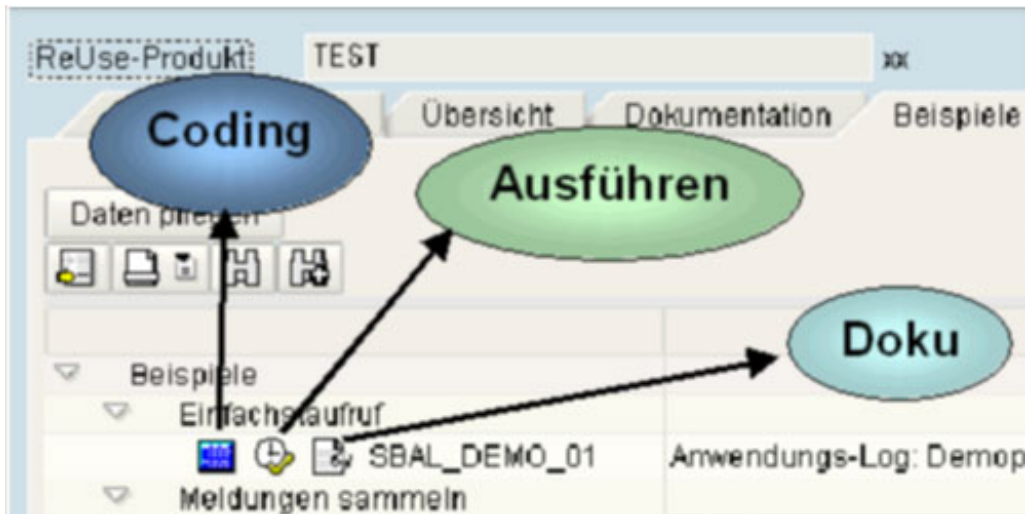 ReUse-Produkt TEST xx
Coding Übersicht Dokumentation Beispiele
Ausführen
Daten pflegen
Doku
Beispiele
Einfachstaufruf
SBAL_DEMO_01 Anwendungs-Log: Demop
Meldungen sammeln